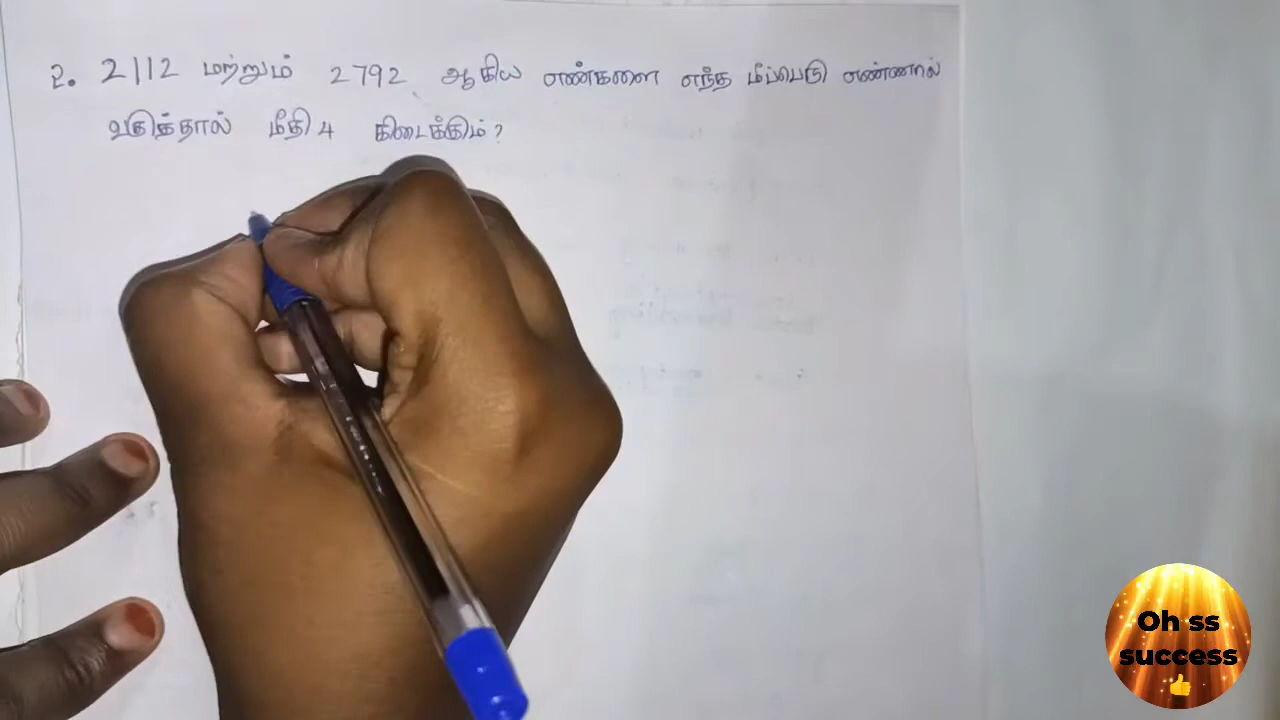 2. 2112 மற்றும் 2792 ஆகிய எண்களை எந்த மீப்பெரு எண்ணால்
வகுத்தால் மீதி 4 கிடைக்கும்?
Oh ss
success